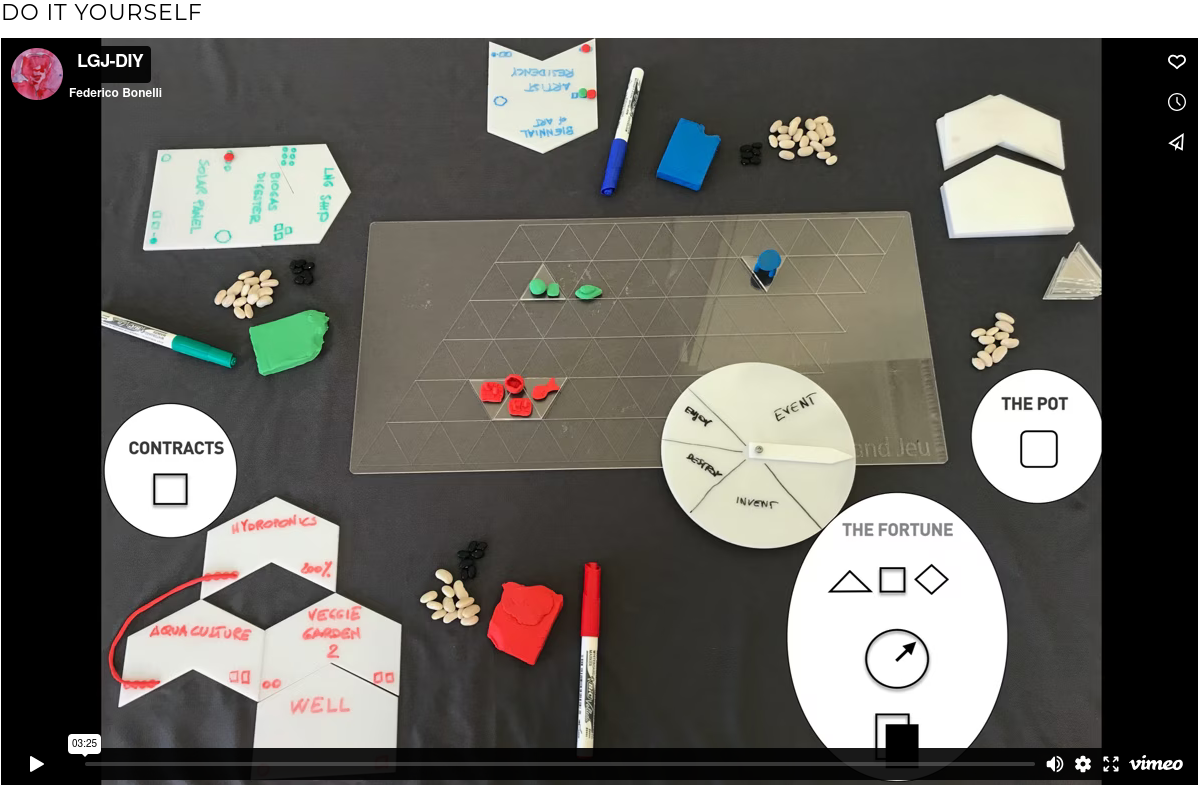 DO IT YOURSELF
LGJ-DIY
Federico Bonelli
BIENNIAL
of ART
ARTIST
RESIDENCY
SOLAR PANEL
BIOGAS
DIGESTER
LNG SHIP
ENJOY
EVENT
DESTROY
INVENT
and Jeu
CONTRACTS
THE POT
THE FORTUNE
HYDROPONICS
100%
AQUACULTURE
VEGGIE
GARDEN
2
WELL
03:25
vimeo